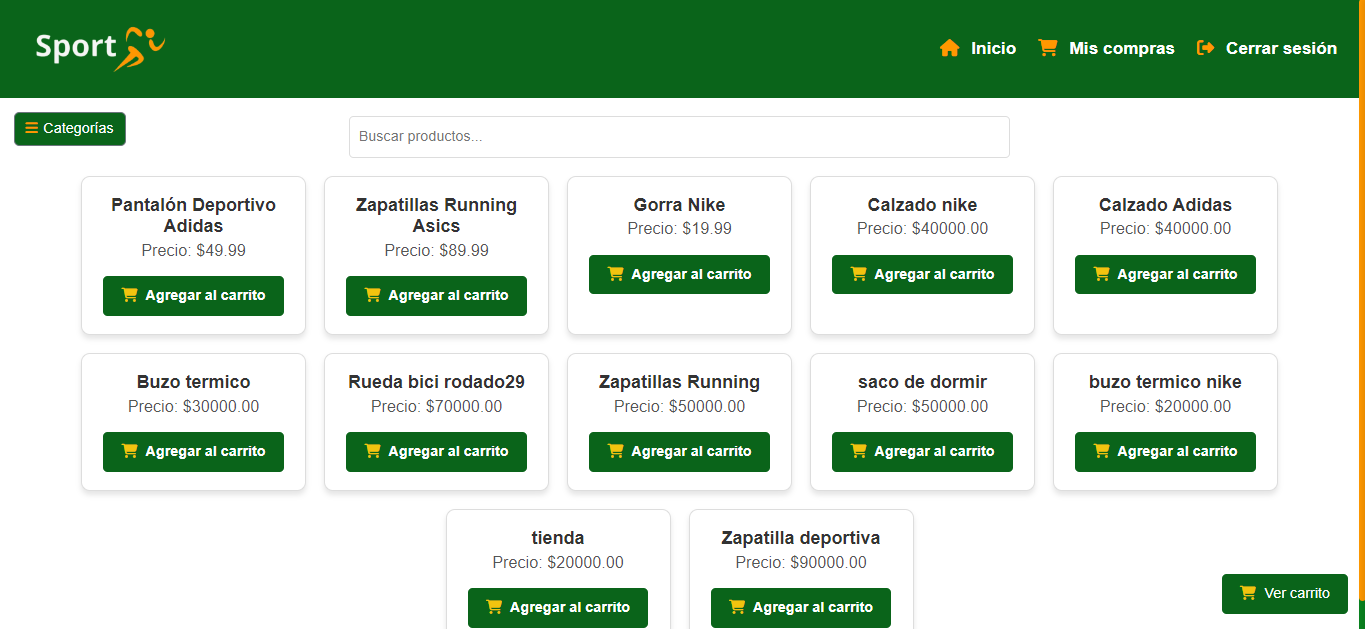 Sport
Inicio
Mis compras
Cerrar sesión
Categorías
Buscar productos...
Pantalón Deportivo
Adidas
Precio: $49.99
Agregar al carrito
Zapatillas Running
Asics
Precio: $89.99
Agregar al carrito
Gorra Nike
Precio: $19.99
Agregar al carrito
Calzado nike
Precio: $40000.00
Agregar al carrito
Calzado Adidas
Precio: $40000.00
Agregar al carrito
Buzo termico
Precio: $30000.00
Agregar al carrito
Rueda bici rodado29
Precio: $70000.00
Agregar al carrito
Zapatillas Running
Precio: $50000.00
Agregar al carrito
saco de dormir
Precio: $50000.00
Agregar al carrito
buzo termico nike
Precio: $20000.00
Agregar al carrito
tienda
Precio: $20000.00
Agregar al carrito
Zapatilla deportiva
Precio: $90000.00
Agregar al carrito
Ver carrito